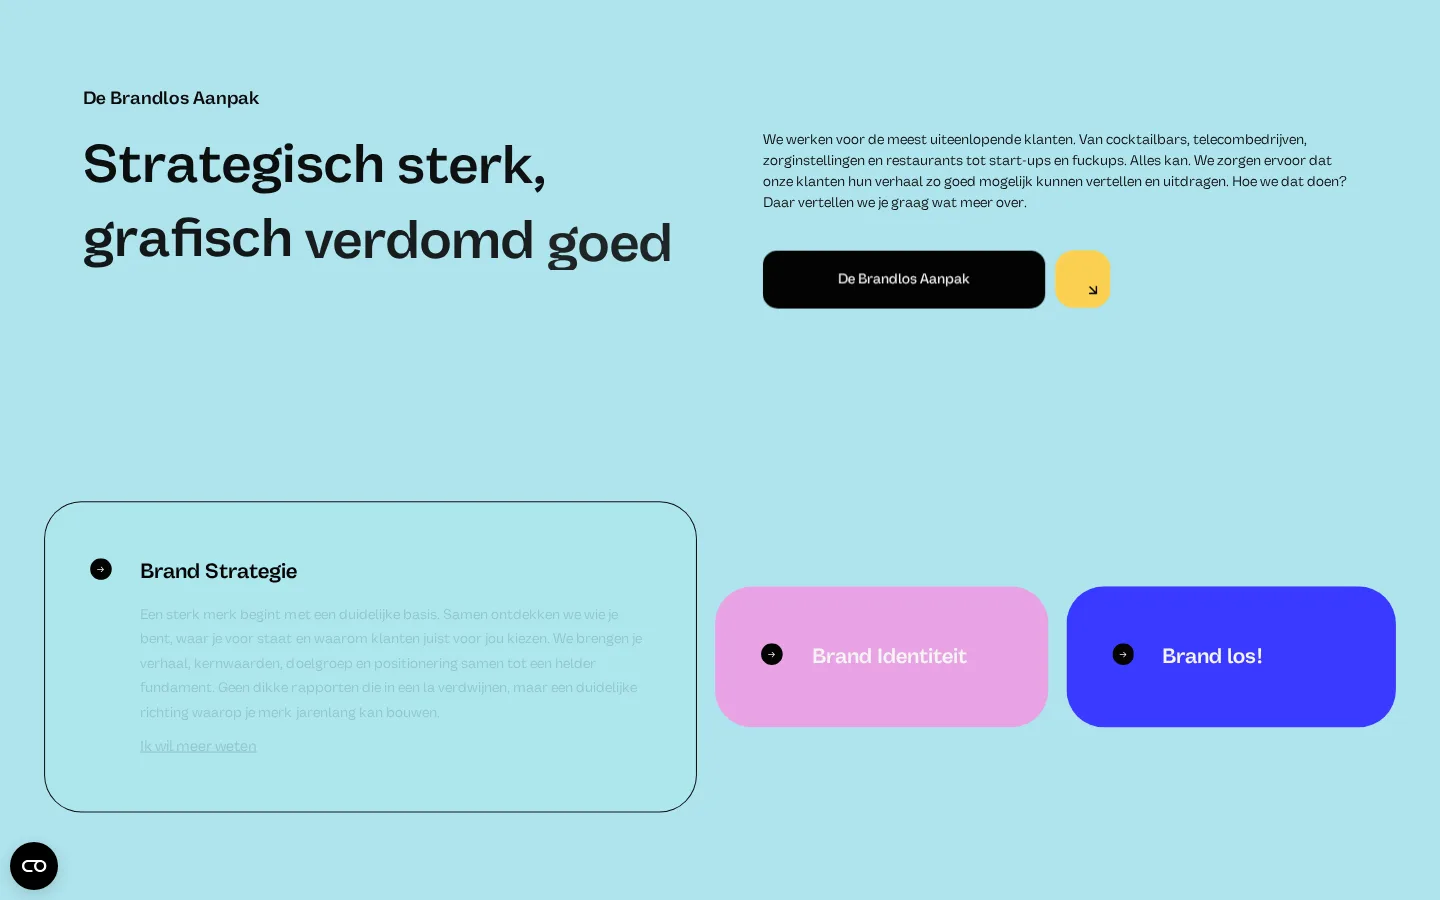 De Brandlos Aanpak
Strategisch sterk,
grafisch verdomd goed
We werken voor de meest uiteenlopende klanten. Van cocktailbars, telecombedrijven,
zorginstellingen en restaurants tot start-ups en fuckups. Alles kan. We zorgen ervoor dat
onze klanten hun verhaal zo goed mogelijk kunnen vertellen en uitdragen. Hoe we dat doen?
Daar vertellen we je graag wat meer over.
De Brandlos Aanpak
Brand Strategie
Een sterk merk begint met een duidelijke basis. Samen ontdekken we wie je
bent, waar je voor staat en waarom klanten juist voor jou kiezen. We brengen je
verhaal, kernwaarden, doelgroep en positionering samen tot een helder
fundament. Geen dikke rapporten die in een la verdwijnen, maar een duidelijke
richting waarop je merk jarenlang kan bouwen.
Ik wil meer weten
Brand Identiteit
Brand los!